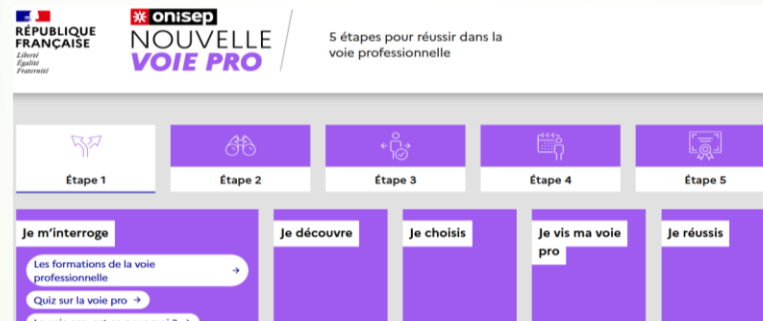 RÉPUBLIQUE
FRANÇAISE
Liberté
Égalité
Fraternité
onisep
NOUVELLE
VOIE PRO
5 étapes pour réussir dans la
voie professionnelle
Étape 1
Étape 2
Étape 3
Étape 4
Étape 5
Je m'interroge
Les formations de la voie
professionnelle →
Quiz sur la voie pro →
Je découvre
Je choisis
Je vis ma voie
pro
Je réussis